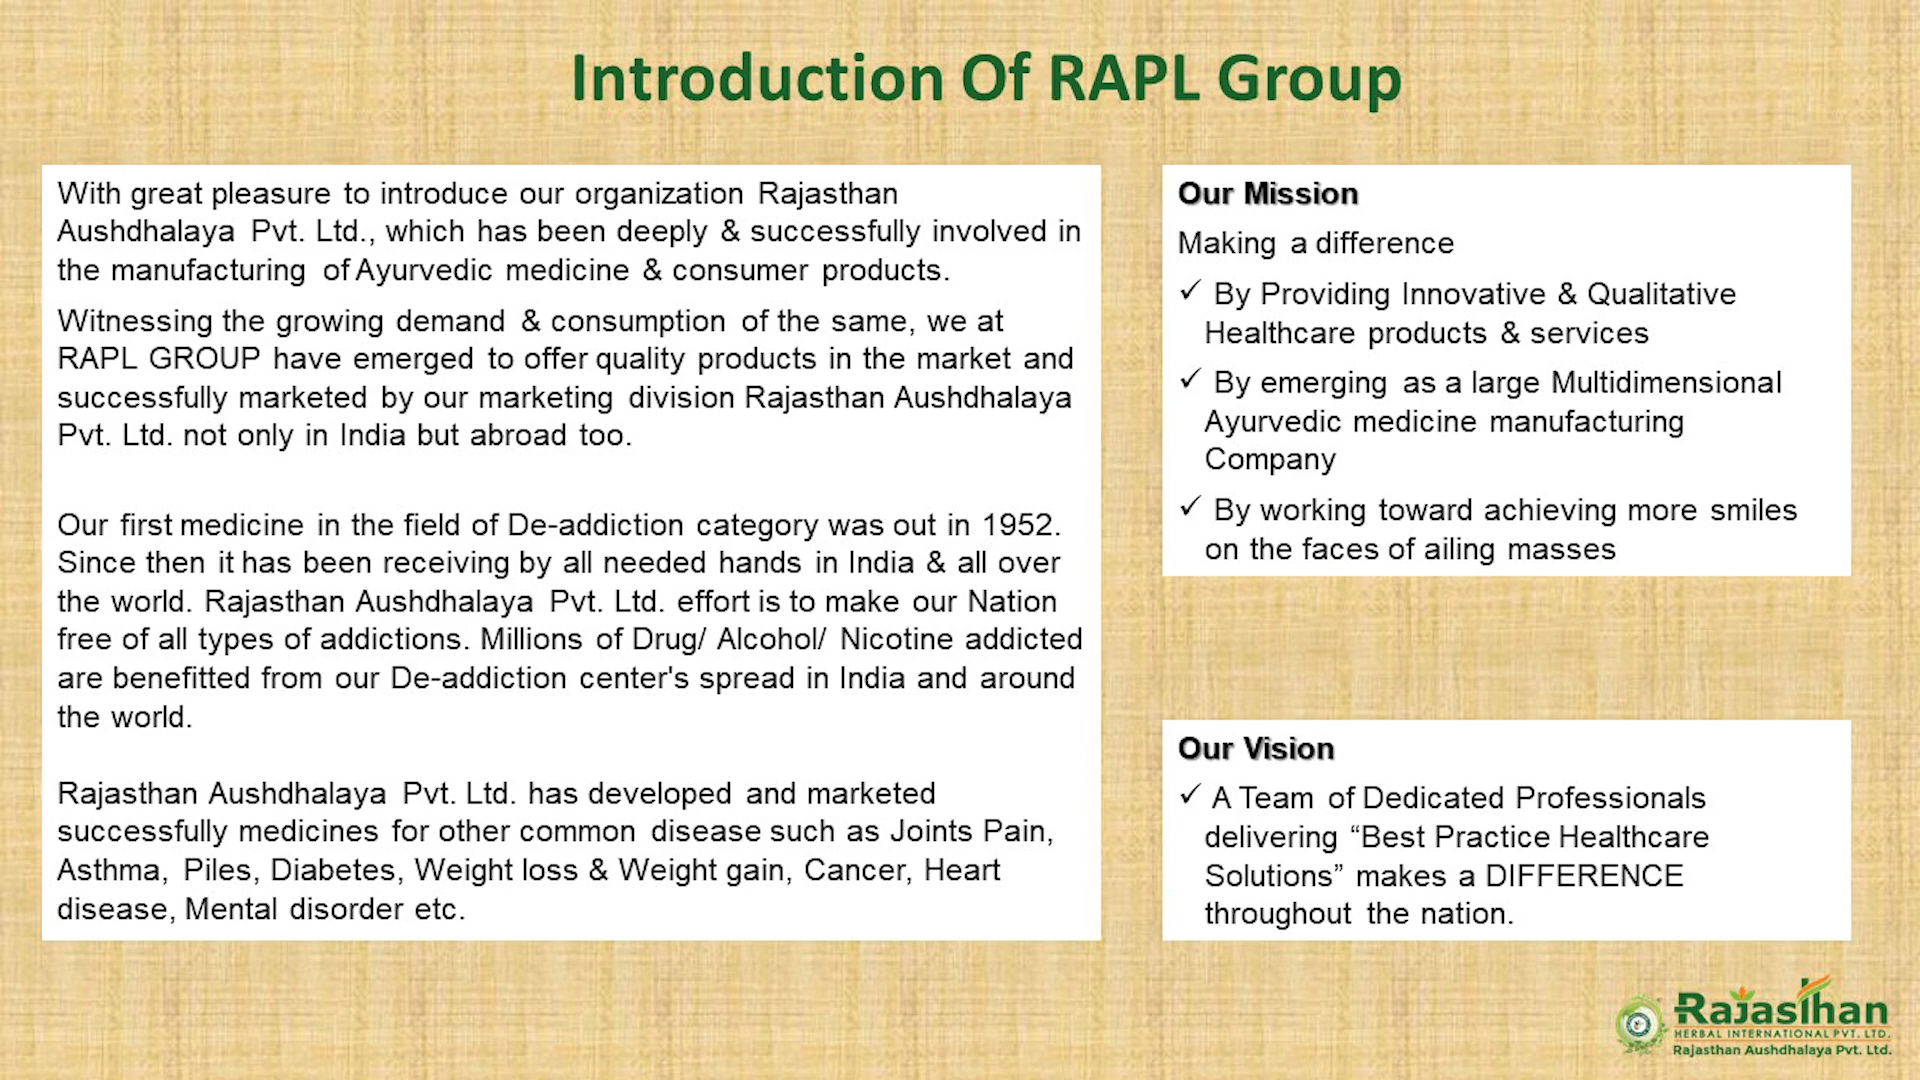 Introduction Of RAPL Group
With great pleasure to introduce our organization Rajasthan
Aushdhalaya Pvt. Ltd., which has been deeply & successfully involved in
the manufacturing of Ayurvedic medicine & consumer products.
Witnessing the growing demand & consumption of the same, we at
RAPL GROUP have emerged to offer quality products in the market and
successfully marketed by our marketing division Rajasthan Aushdhalaya
Pvt. Ltd. not only in India but abroad too.
Our first medicine in the field of De-addiction category was out in 1952.
Since then it has been receiving by all needed hands in India & all over
the world. Rajasthan Aushdhalaya Pvt. Ltd. effort is to make our Nation
free of all types of addictions. Millions of Drug/ Alcohol/ Nicotine addicted
are benefitted from our De-addiction center's spread in India and around
the world.
Rajasthan Aushdhalaya Pvt. Ltd. has developed and marketed
successfully medicines for other common disease such as Joints Pain,
Asthma, Piles, Diabetes, Weight loss & Weight gain, Cancer, Heart
disease, Mental disorder etc.
Our Mission
Making a difference
✓ By Providing Innovative & Qualitative
Healthcare products & services
✓ By emerging as a large Multidimensional
Ayurvedic medicine manufacturing
Company
✓ By working toward achieving more smiles
on the faces of ailing masses
Our Vision
✓ A Team of Dedicated Professionals
delivering “Best Practice Healthcare
Solutions” makes a DIFFERENCE
throughout the nation.
Rajasthan
HERBAL INTERNATIONAL PVT. LTD.
Rajasthan Aushdhalaya Pvt. Ltd.